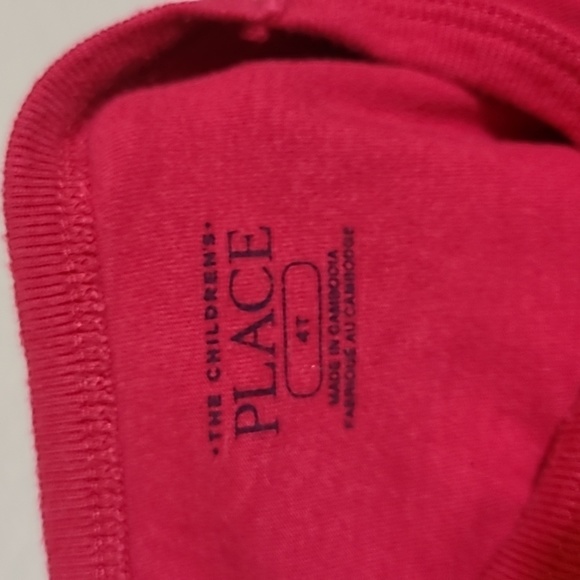 •THE CHILDREN'S•
PLACE
4T
MADE IN CAMBODIA
FABRIQUÉ AU CAMBODGE